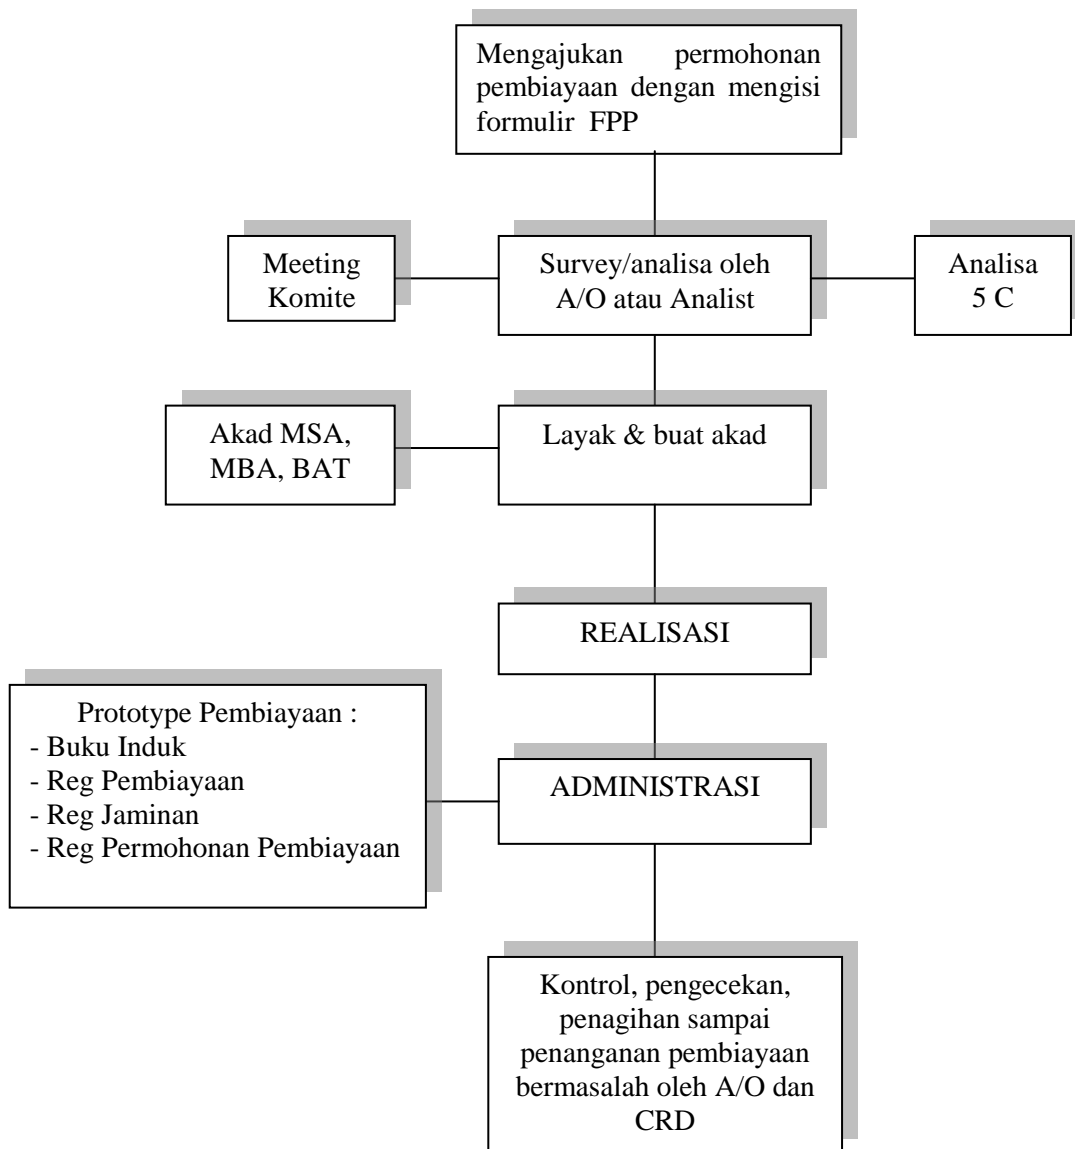 Mengajukan permohonan
pembiayaan dengan mengisi
formulir FPP
Meeting
Komite
Survey/analisa oleh
A/O atau Analist
Analisa
5 C
Akad MSA,
MBA, BAT
Layak & buat akad
REALISASI
Prototype Pembiayaan :
- Buku Induk
- Reg Pembiayaan
- Reg Jaminan
- Reg Permohonan Pembiayaan
ADMINISTRASI
Kontrol, pengecekan,
penagihan sampai
penanganan pembiayaan
bermasalah oleh A/O dan
CRD